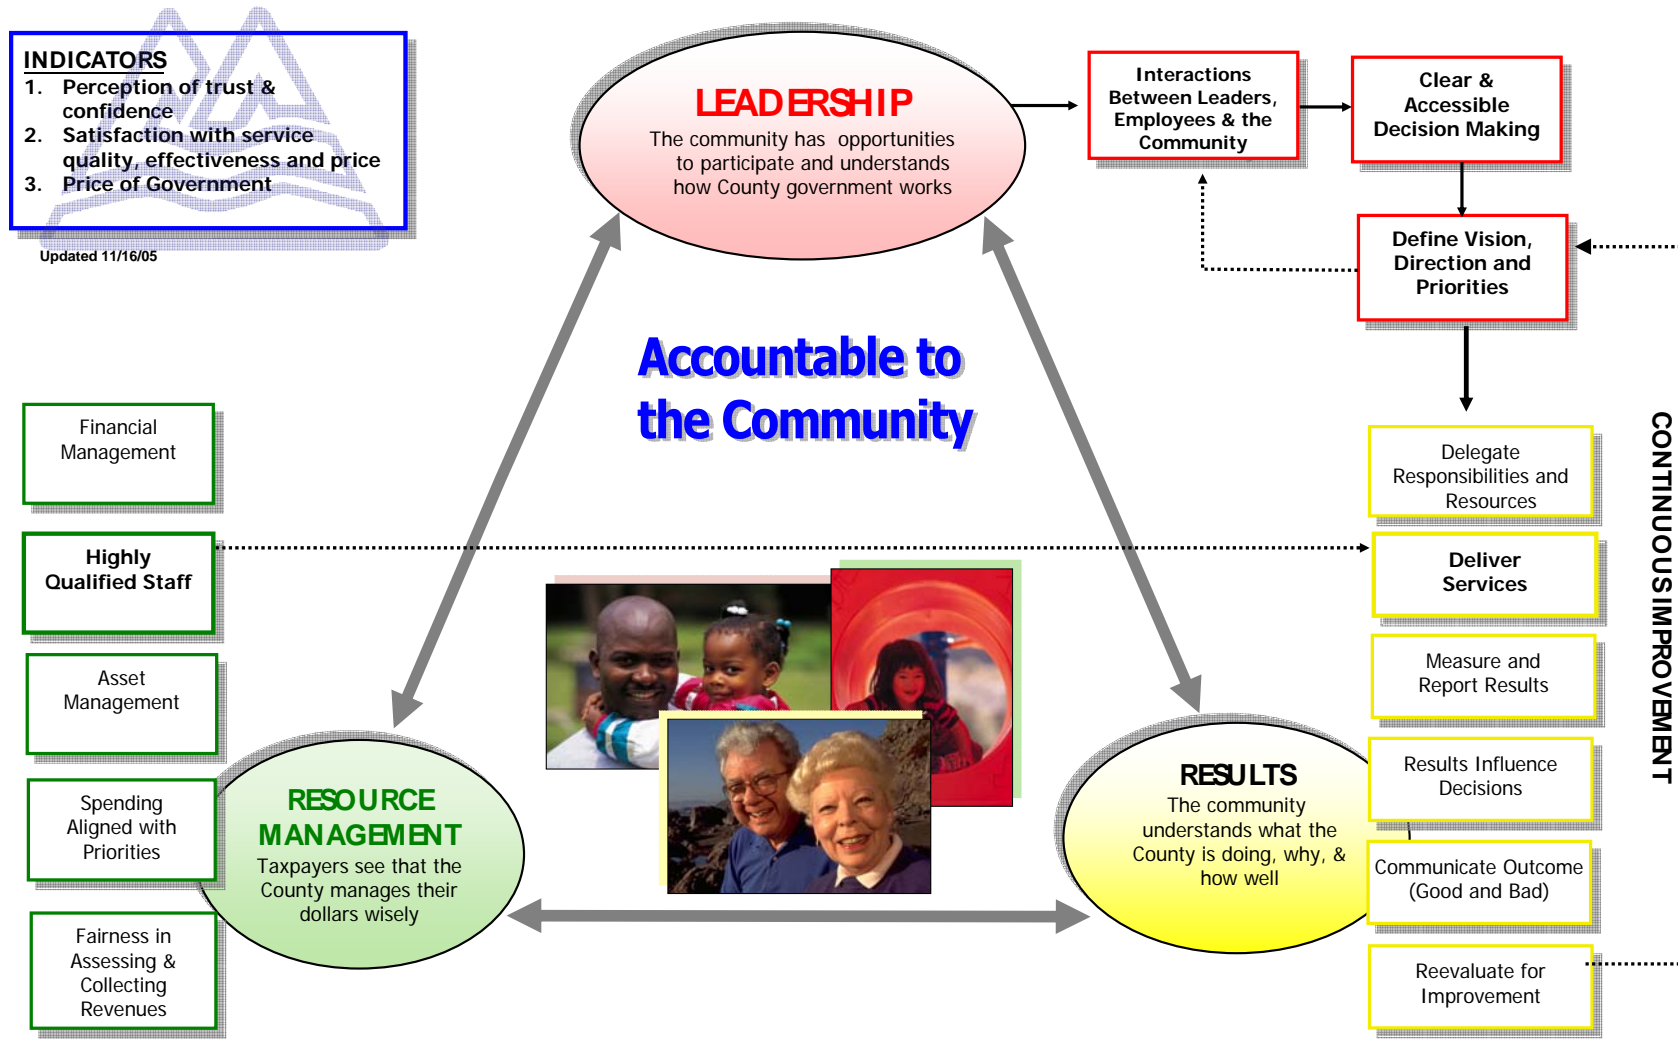 INDICATORS
1. Perception of trust &
confidence
2. Satisfaction with service
quality, effectiveness and price
3. Price of Government
Updated 11/16/05
LEADERSHIP
The community has opportunities
to participate and understands
how County government works
Interactions
Between Leaders,
Employees & the
Community
Clear &
Accessible
Decision Making
Define Vision,
Direction and
Priorities
Accountable to
the Community
Financial
Management
Highly
Qualified Staff
Asset
Management
Spending
Aligned with
Priorities
Fairness in
Assessing &
Collecting
Revenues
RESOURCE
MANAGEMENT
Taxpayers see that the
County manages their
dollars wisely
RESULTS
The community
understands what the
County is doing, why, &
how well
Delegate
Responsibilities and
Resources
Deliver
Services
Measure and
Report Results
Results Influence
Decisions
Communicate Outcome
(Good and Bad)
Reevaluate for
Improvement
CONTINUOUS IMPROVEMENT